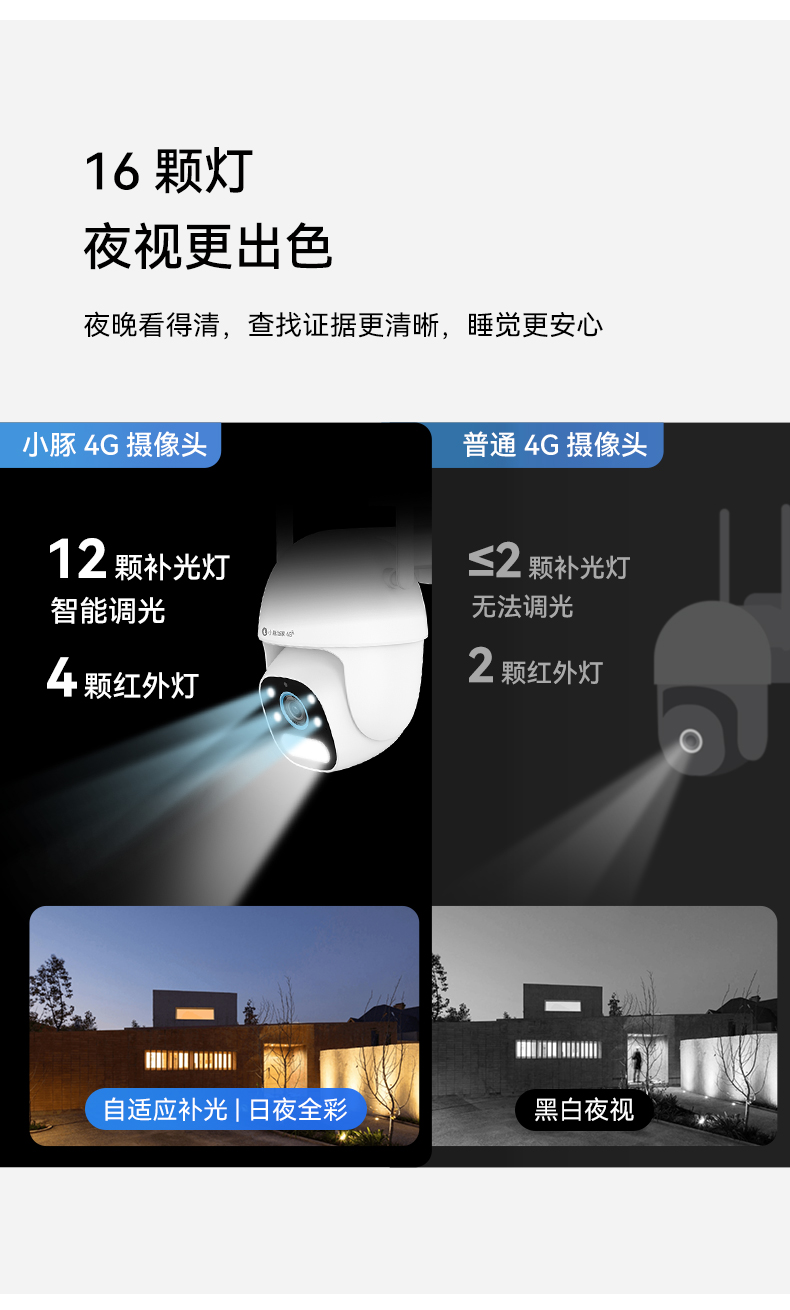 16 颗灯
夜视更出色
夜晚看得清，查找证据更清晰，睡觉更安心
小豚 4G 摄像头
12 颗补光灯
智能调光
4 颗红外灯
自适应补光 | 日夜全彩
普通 4G 摄像头
≤2 颗补光灯
无法调光
2 颗红外灯
黑白夜视